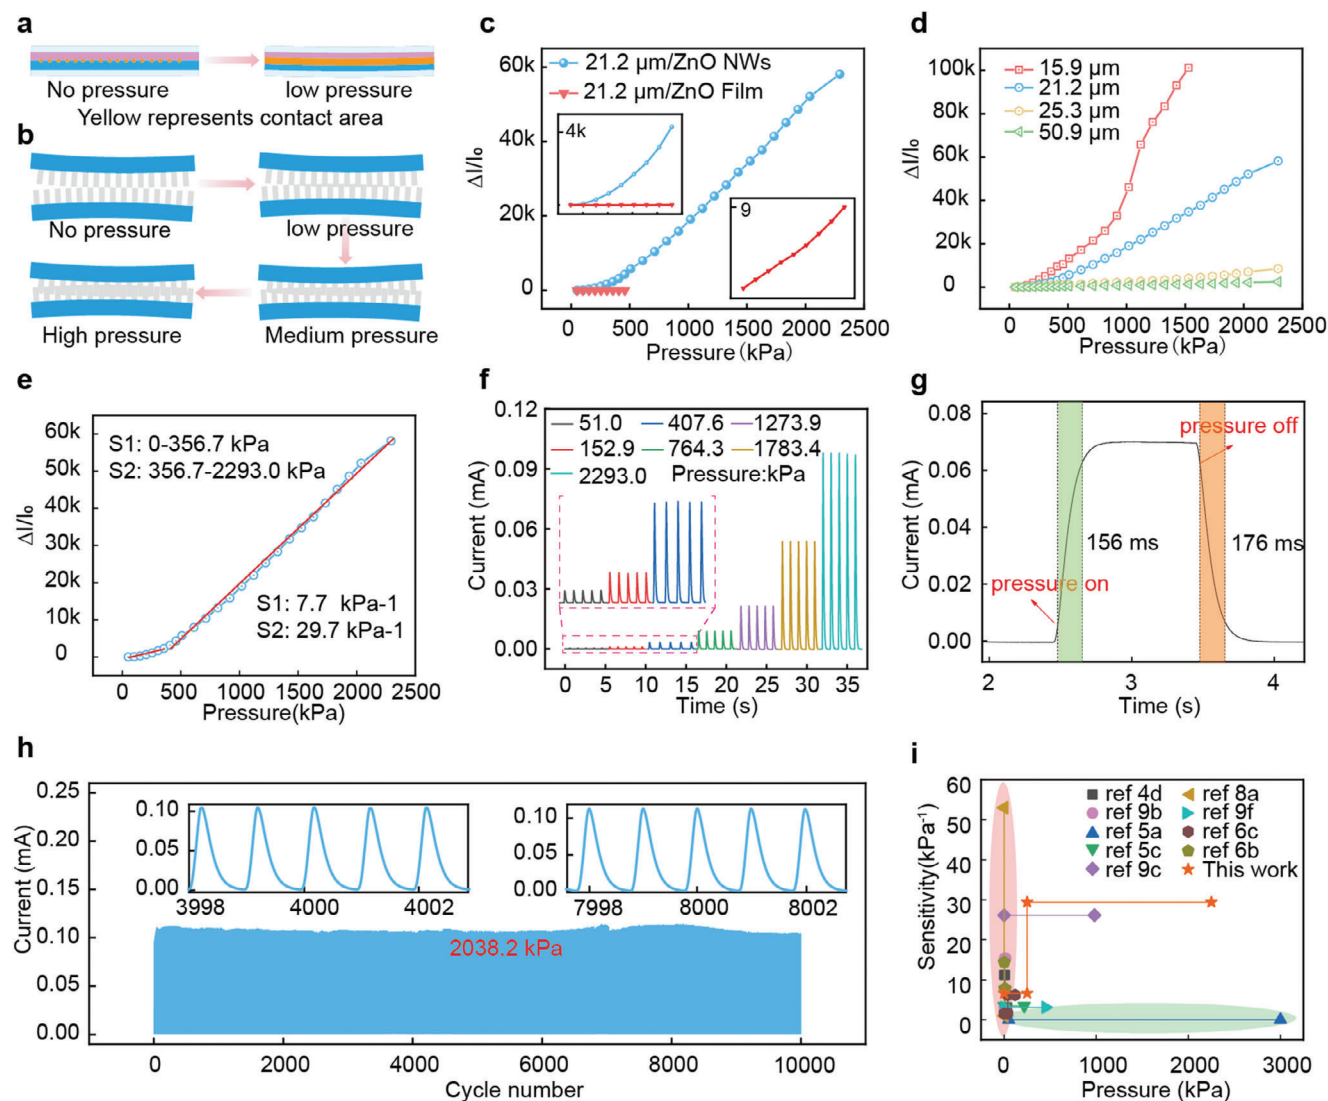 a
No pressure
low pressure
Yellow represents contact area
b
No pressure
low pressure
High pressure
Medium pressure
c
21.2 μm/ZnO NWs
21.2 μm/ZnO Film
60k
40k
20k
0
ΔI/I₀
4k
9
0 500 1000 1500 2000 2500
Pressure (kPa)
d
15.9 μm
21.2 μm
25.3 μm
50.9 μm
100k
80k
60k
40k
20k
0
ΔI/I₀
0 500 1000 1500 2000 2500
Pressure (kPa)
e
S1: 0-356.7 kPa
S2: 356.7-2293.0 kPa
60k
50k
40k
30k
20k
10k
0
ΔI/I₀
S1: 7.7 kPa-1
S2: 29.7 kPa-1
0 500 1000 1500 2000 2500
Pressure(kPa)
f
51.0 407.6 1273.9
152.9 764.3 1783.4
2293.0 Pressure:kPa
0.12
0.09
0.06
0.03
0.00
Current (mA)
0 5 10 15 20 25 30 35
Time (s)
g
0.08
0.06
0.04
0.02
0.00
Current (mA)
pressure off
156 ms
176 ms
pressure on
2 3 4
Time (s)
h
0.25
0.20
0.15
0.10
0.05
0.00
Current (mA)
0.10
0.05
0.00
3998 4000 4002
0.10
0.05
0.00
7998 8000 8002
2038.2 kPa
0 2000 4000 6000 8000 10000
Cycle number
i
ref 4d ref 8a
ref 9b ref 9f
ref 5a ref 6c
ref 5c ref 6b
ref 9c This work
60
50
40
30
20
10
0
Sensitivity(kPa⁻¹)
0 1000 2000 3000
Pressure (kPa)